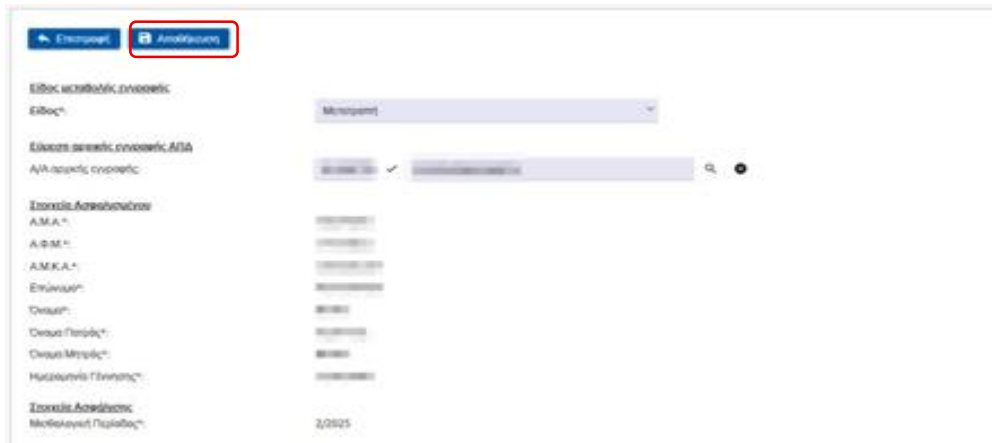 Επιστροφή Αποθήκευση
Είδος μεταβολής εγγραφής
Είδος*: Μετατροπή
Εύρεση αρχικής εγγραφής ΑΠΔ
Α/Α αρχικής εγγραφής:
Στοιχεία Ασφαλισμένου
Α.Μ.Α.*:
Α.Φ.Μ.*:
Α.Μ.Κ.Α.*:
Επώνυμο*:
Όνομα*:
Όνομα Πατρός*:
Όνομα Μητρός*:
Ημερομηνία Γέννησης*:
Στοιχεία Ασφάλισης
Μισθολογική Περίοδος*: 2/2025